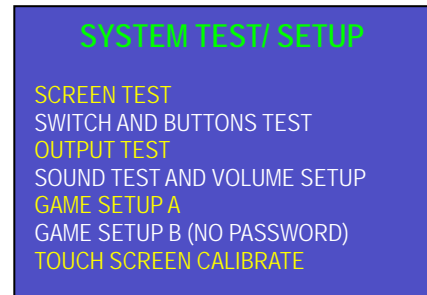 SYSTEM TEST/ SETUP
SCREEN TEST
SWITCH AND BUTTONS TEST
OUTPUT TEST
SOUND TEST AND VOLUME SETUP
GAME SETUP A
GAME SETUP B (NO PASSWORD)
TOUCH SCREEN CALIBRATE